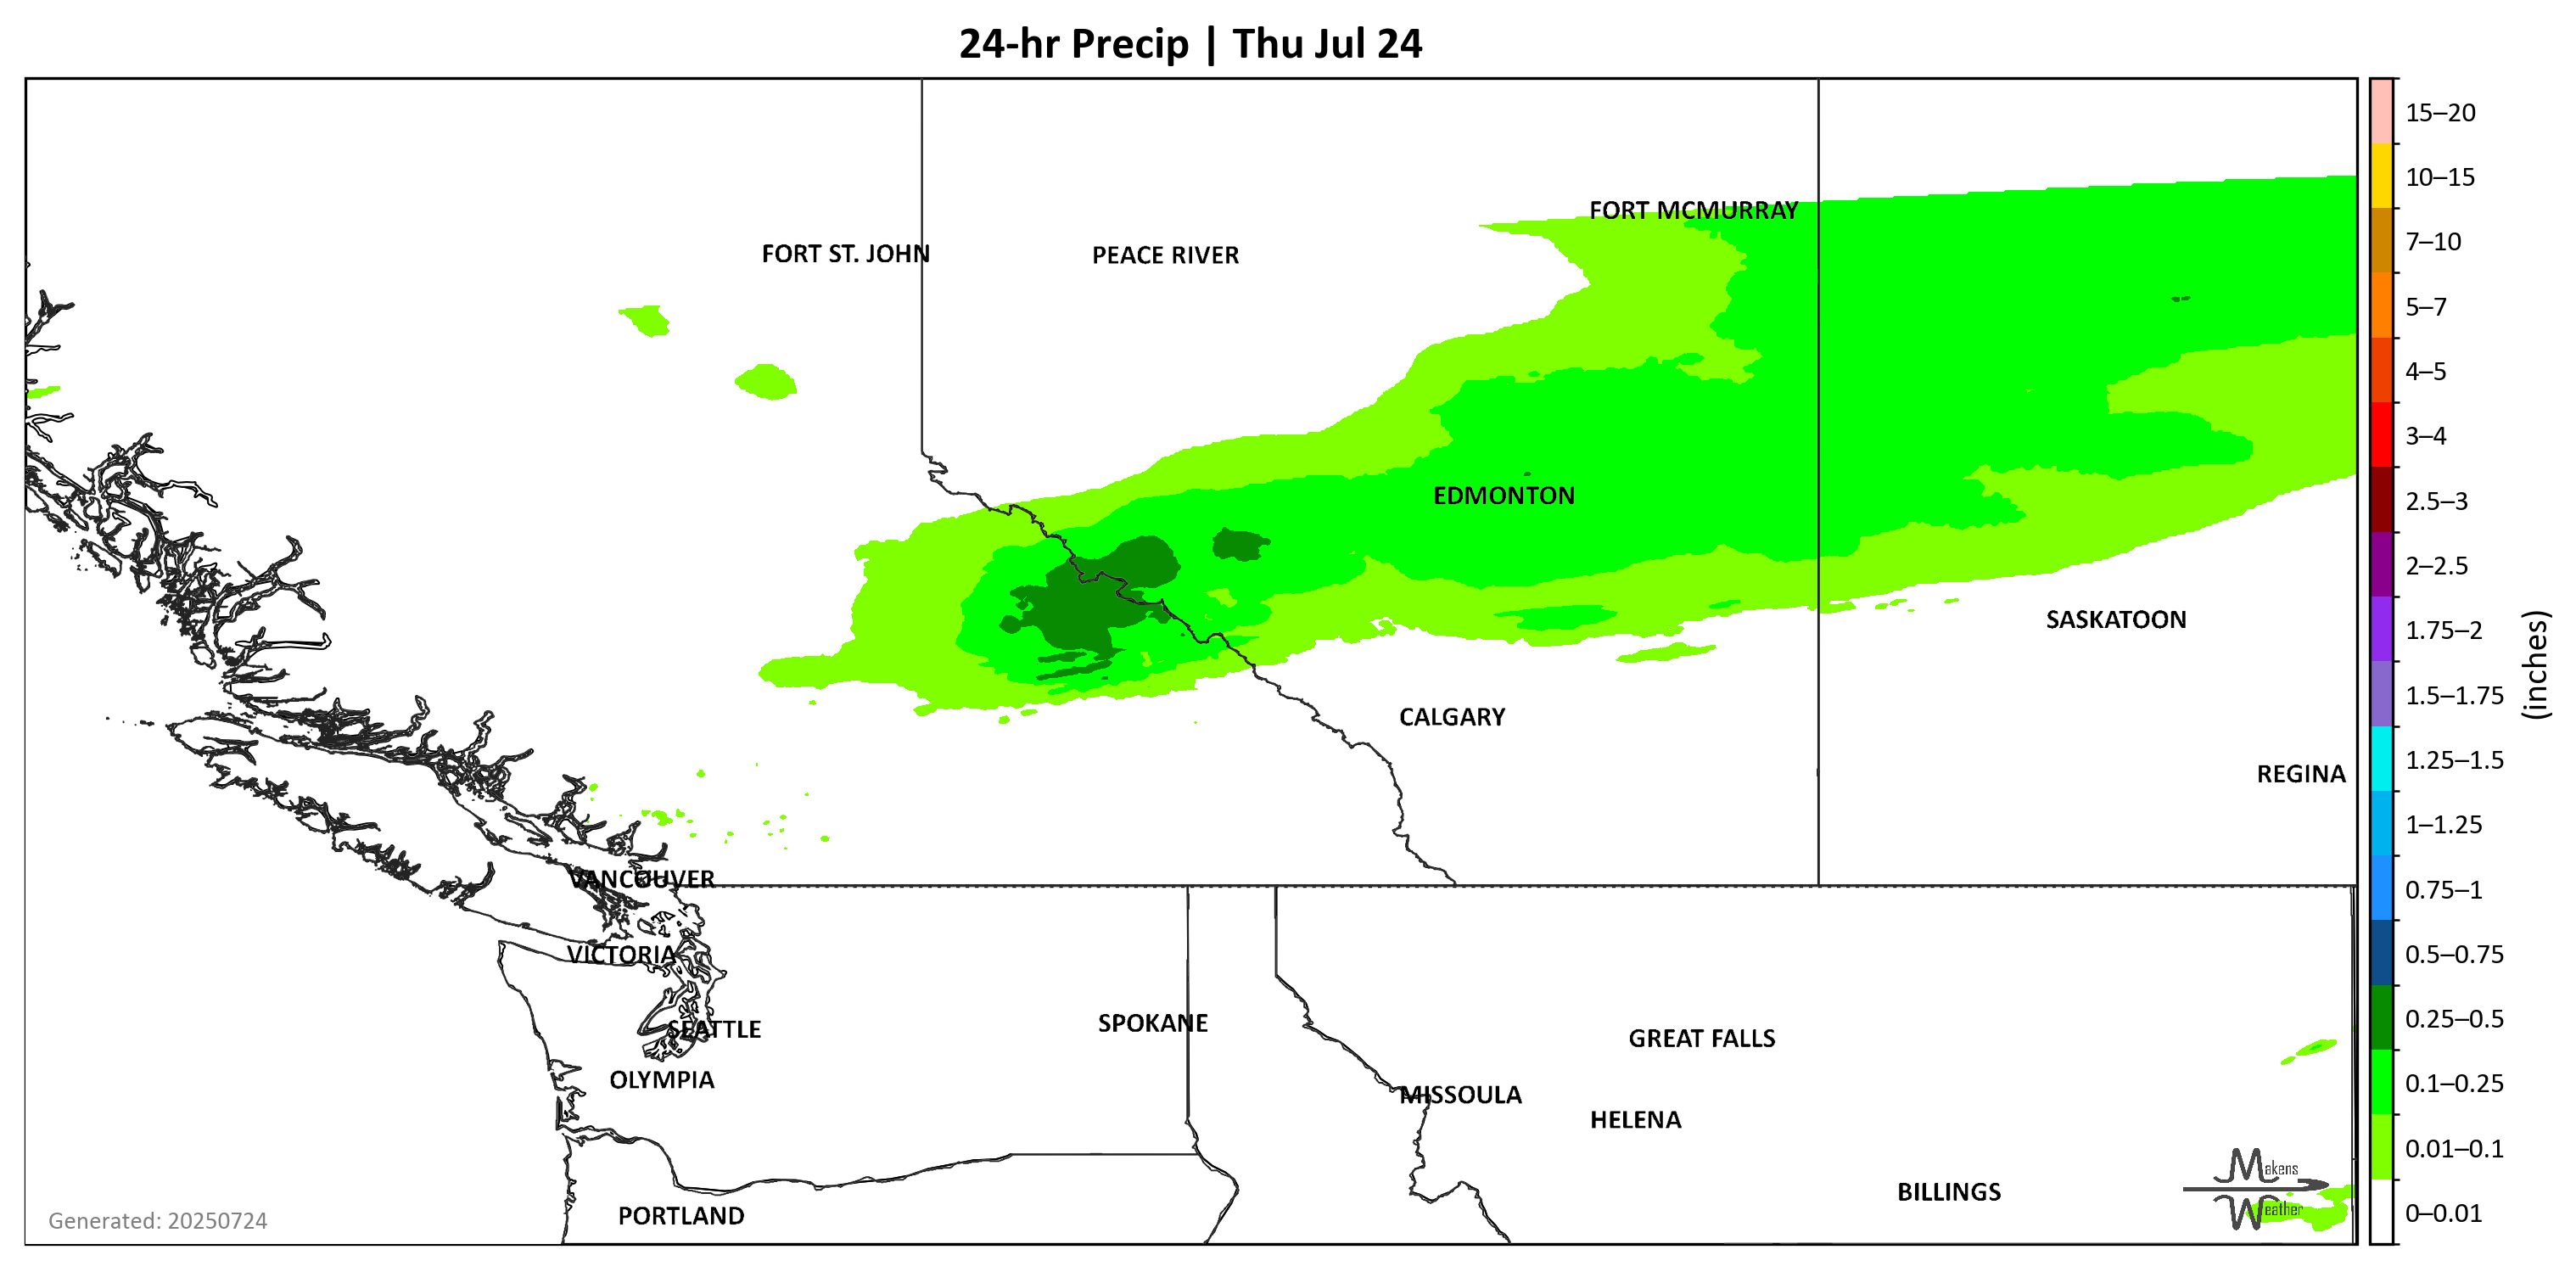 24-hr Precip | Thu Jul 24
15–20
10–15
FORT MCMURRAY
7–10
FORT ST. JOHN
PEACE RIVER
5–7
4–5
3–4
EDMONTON
2.5–3
2–2.5
SASKATOON
1.75–2
(inches)
1.5–1.75
CALGARY
1.25–1.5
REGINA
1–1.25
VANCOUVER
0.75–1
VICTORIA
0.5–0.75
SEATTLE
SPOKANE
0.25–0.5
GREAT FALLS
OLYMPIA
MISSOULA
0.1–0.25
HELENA
0.01–0.1
Makens
Weather
BILLINGS
PORTLAND
0–0.01
Generated: 20250724